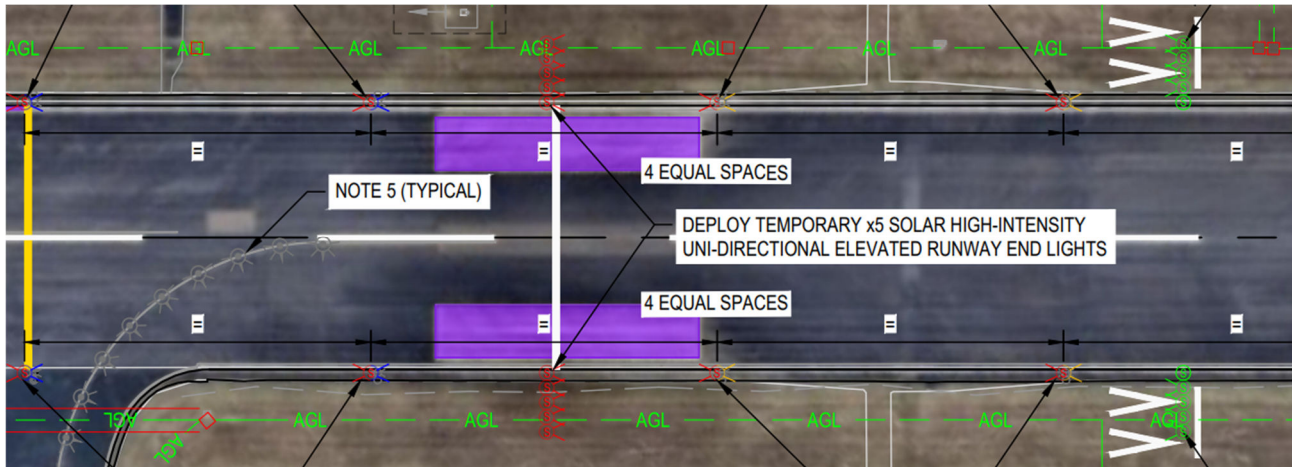 AGL AGL AGL AGL AGL AGL AGL
= = = =
4 EQUAL SPACES
NOTE 5 (TYPICAL)
DEPLOY TEMPORARY x5 SOLAR HIGH-INTENSITY
UNI-DIRECTIONAL ELEVATED RUNWAY END LIGHTS
4 EQUAL SPACES
= = = =
AGL AGL AGL AGL AGL AGL AGL
AGL